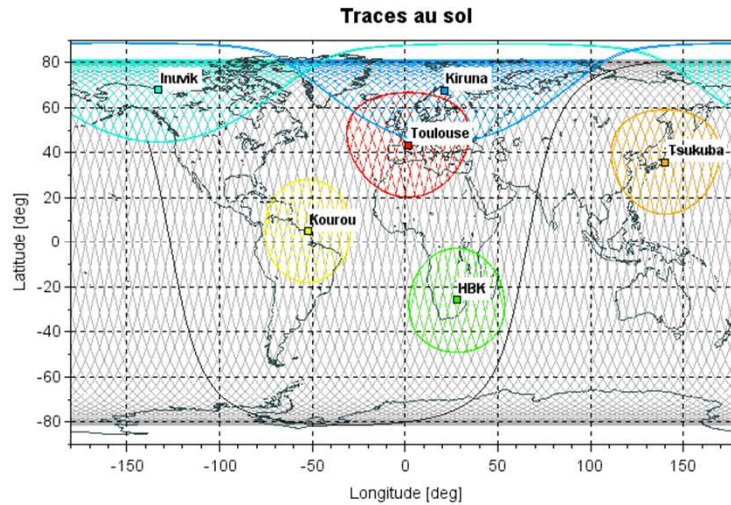 Traces au sol
Latitude [deg]
80
60
40
20
0
-20
-40
-60
-80
Inuvik
Kiruna
Toulouse
Tsukuba
Kourou
HBK
-150
-100
-50
0
50
100
150
Longitude [deg]